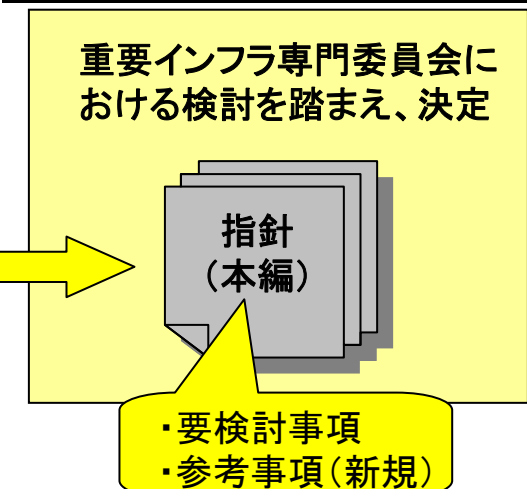 重要インフラ専門委員会に
おける検討を踏まえ、決定
指針
（本編）
・要検討事項
・参考事項（新規）